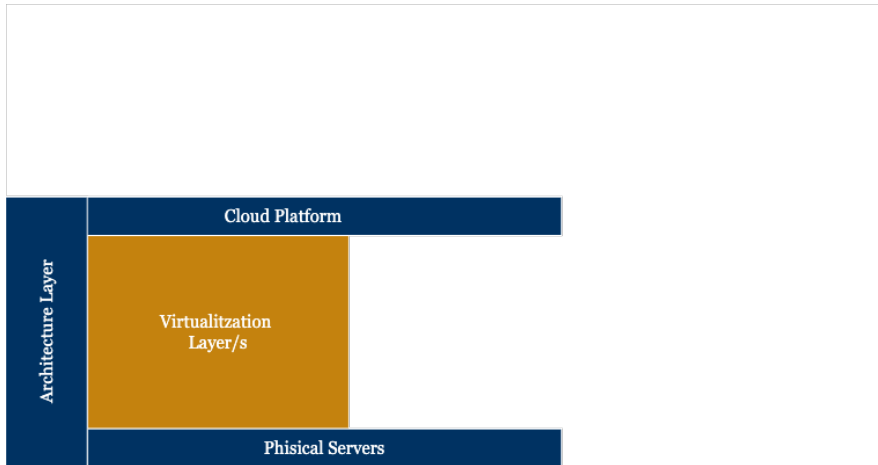 Cloud Platform
Architecture Layer
Virtualitzation
Layer/s
Phisical Servers